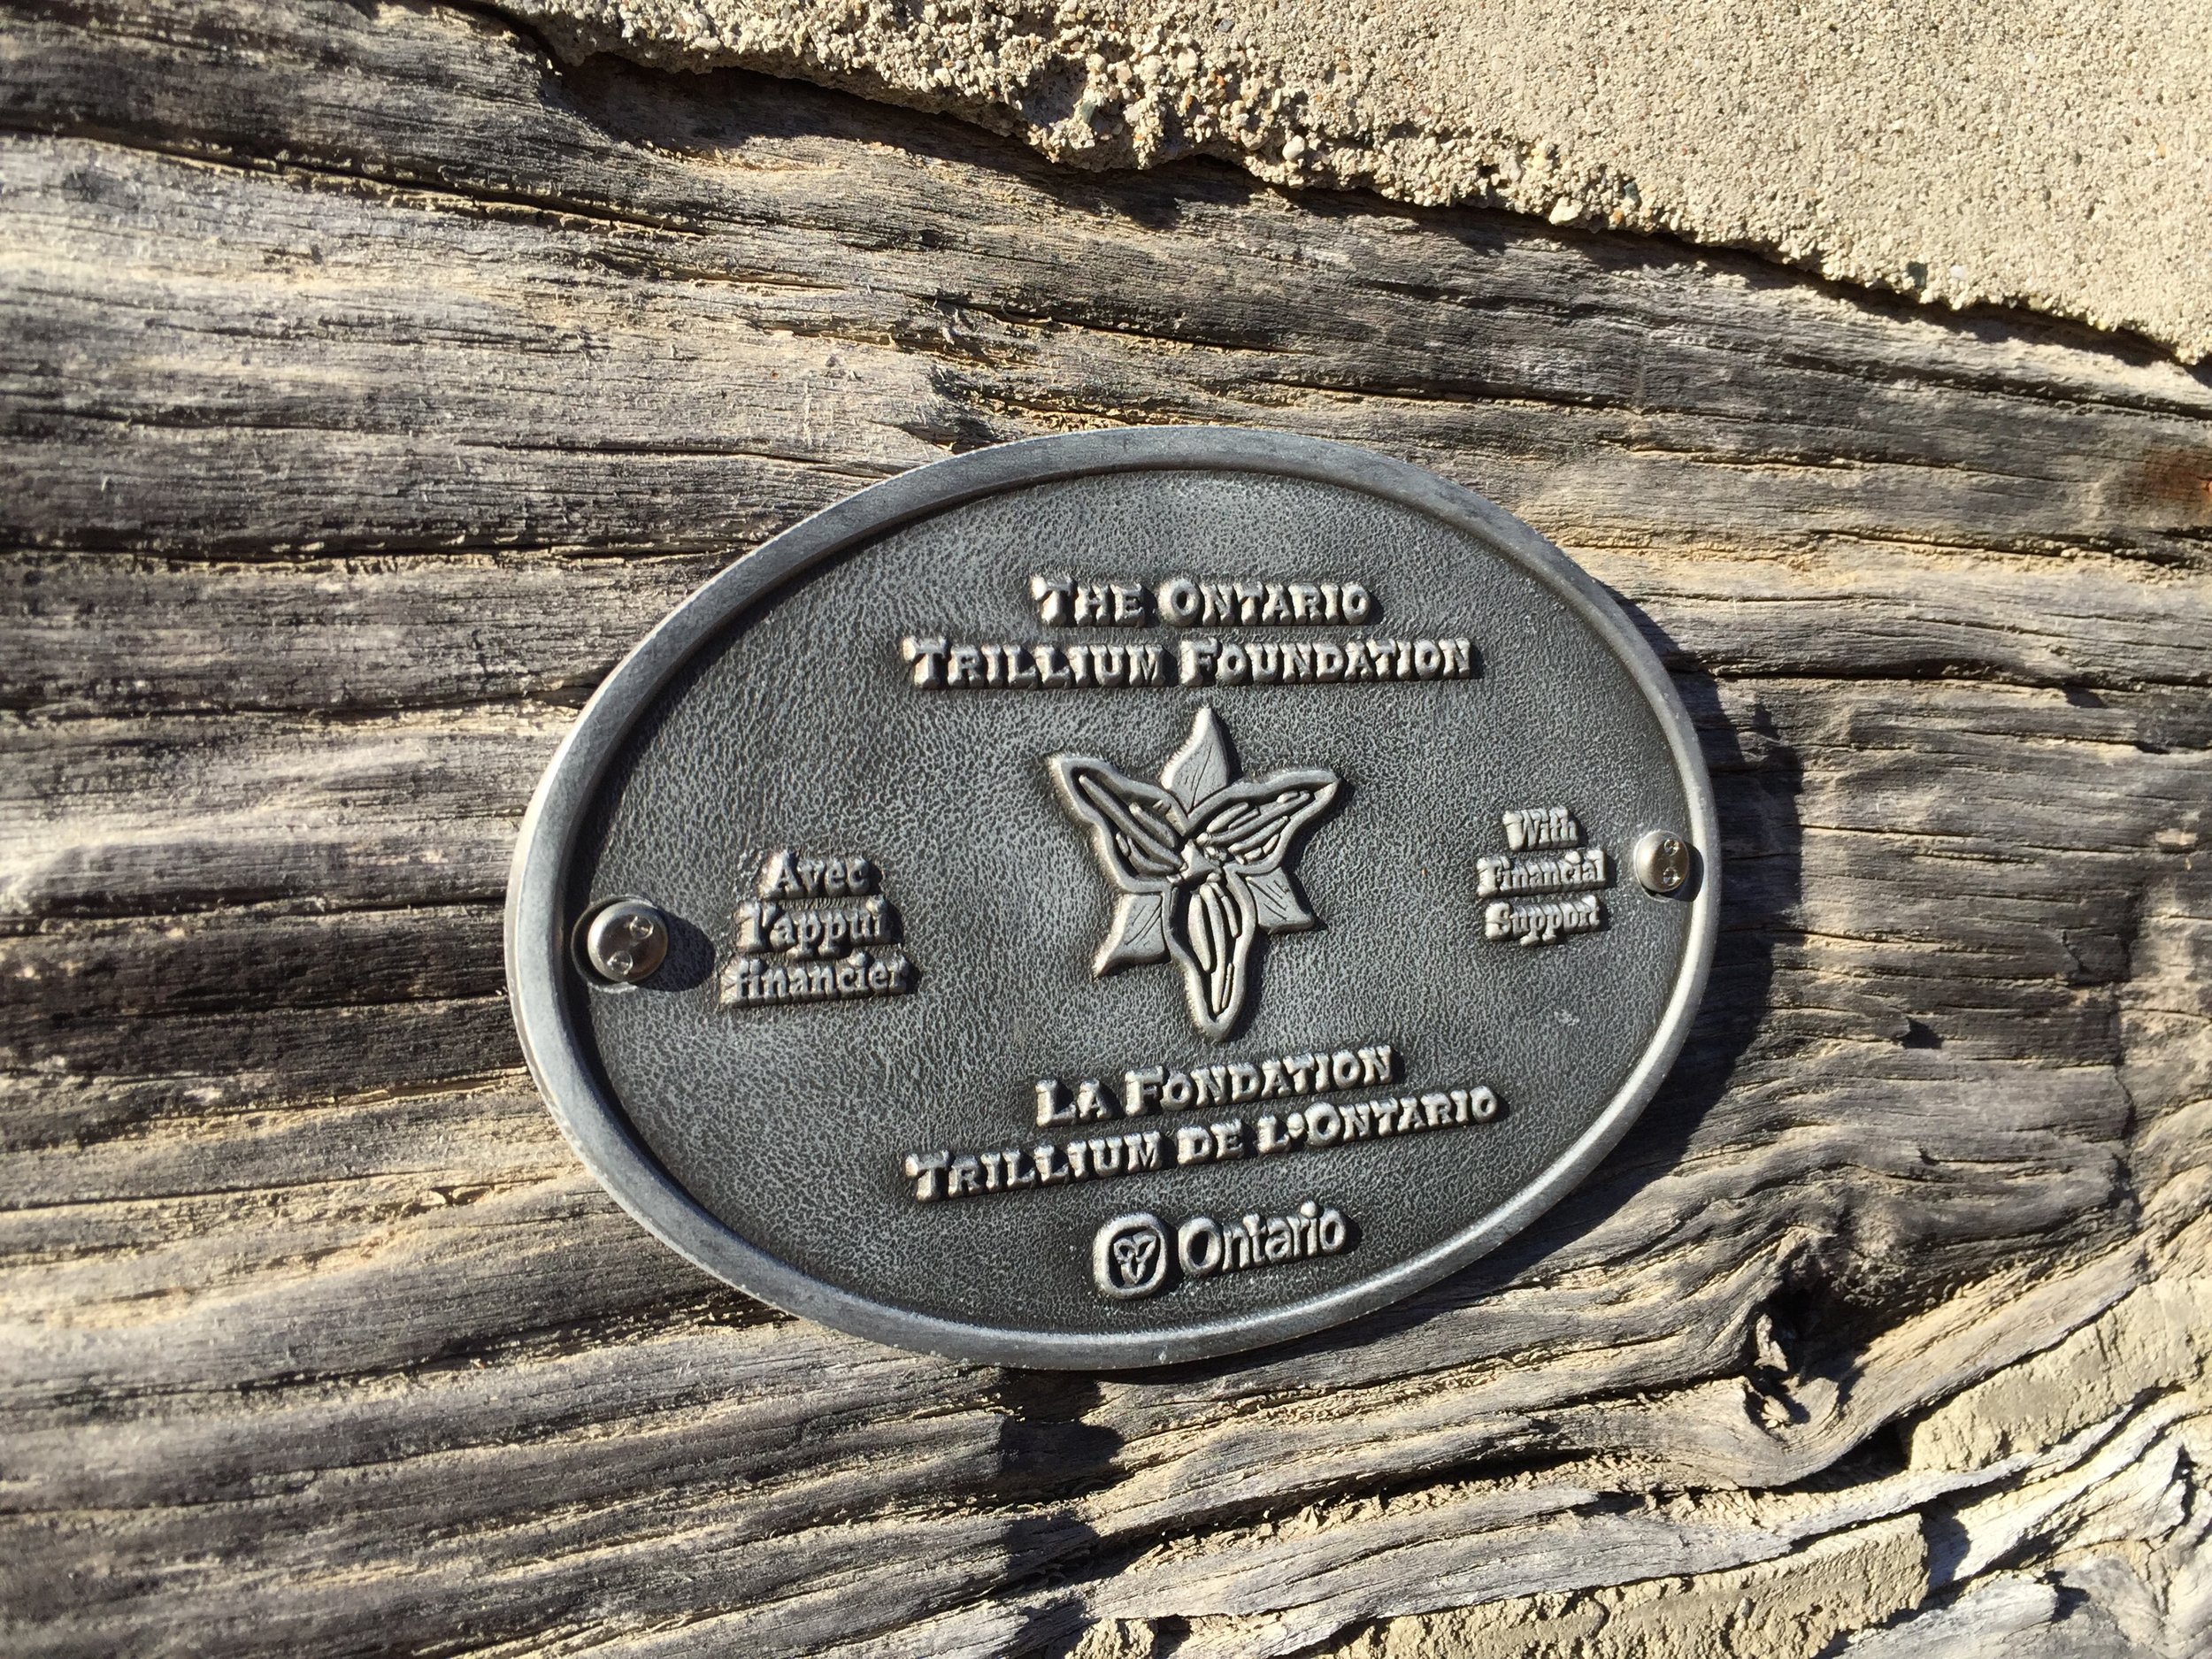 THE ONTARIO
TRILLIUM FOUNDATION
Avec
l'appui
financier
With
Financial
Support
LA FONDATION
TRILLIUM DE L'ONTARIO
Ontario